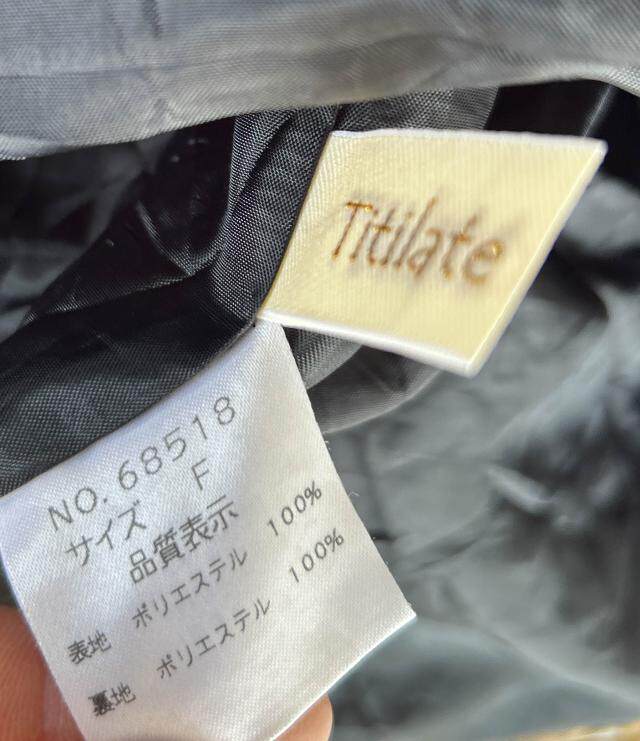 Titilate
NO. 68518
サイズ F
品質表示
表地 ポリエステル 100%
裏地 ポリエステル 100%